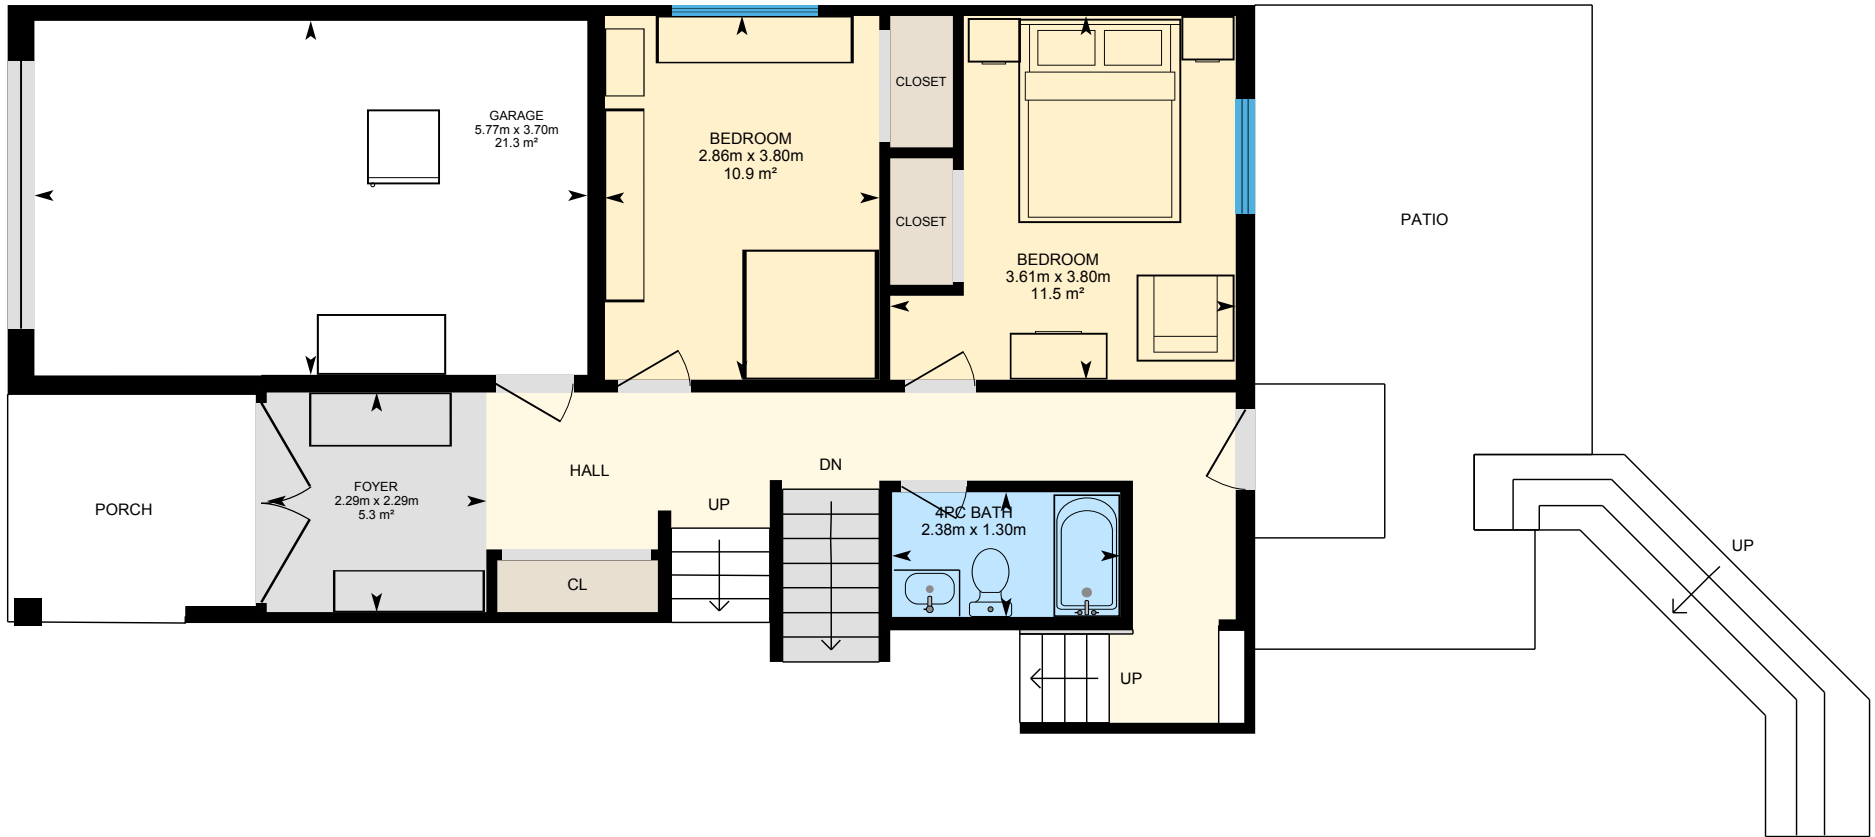 GARAGE
5.77m x 3.70m
21.3 m²
BEDROOM
2.86m x 3.80m
10.9 m²
CLOSET
CLOSET
BEDROOM
3.61m x 3.80m
11.5 m²
PATIO
PORCH
FOYER
2.29m x 2.29m
5.3 m²
HALL
CL
UP
DN
4PC BATH
2.38m x 1.30m
UP
UP